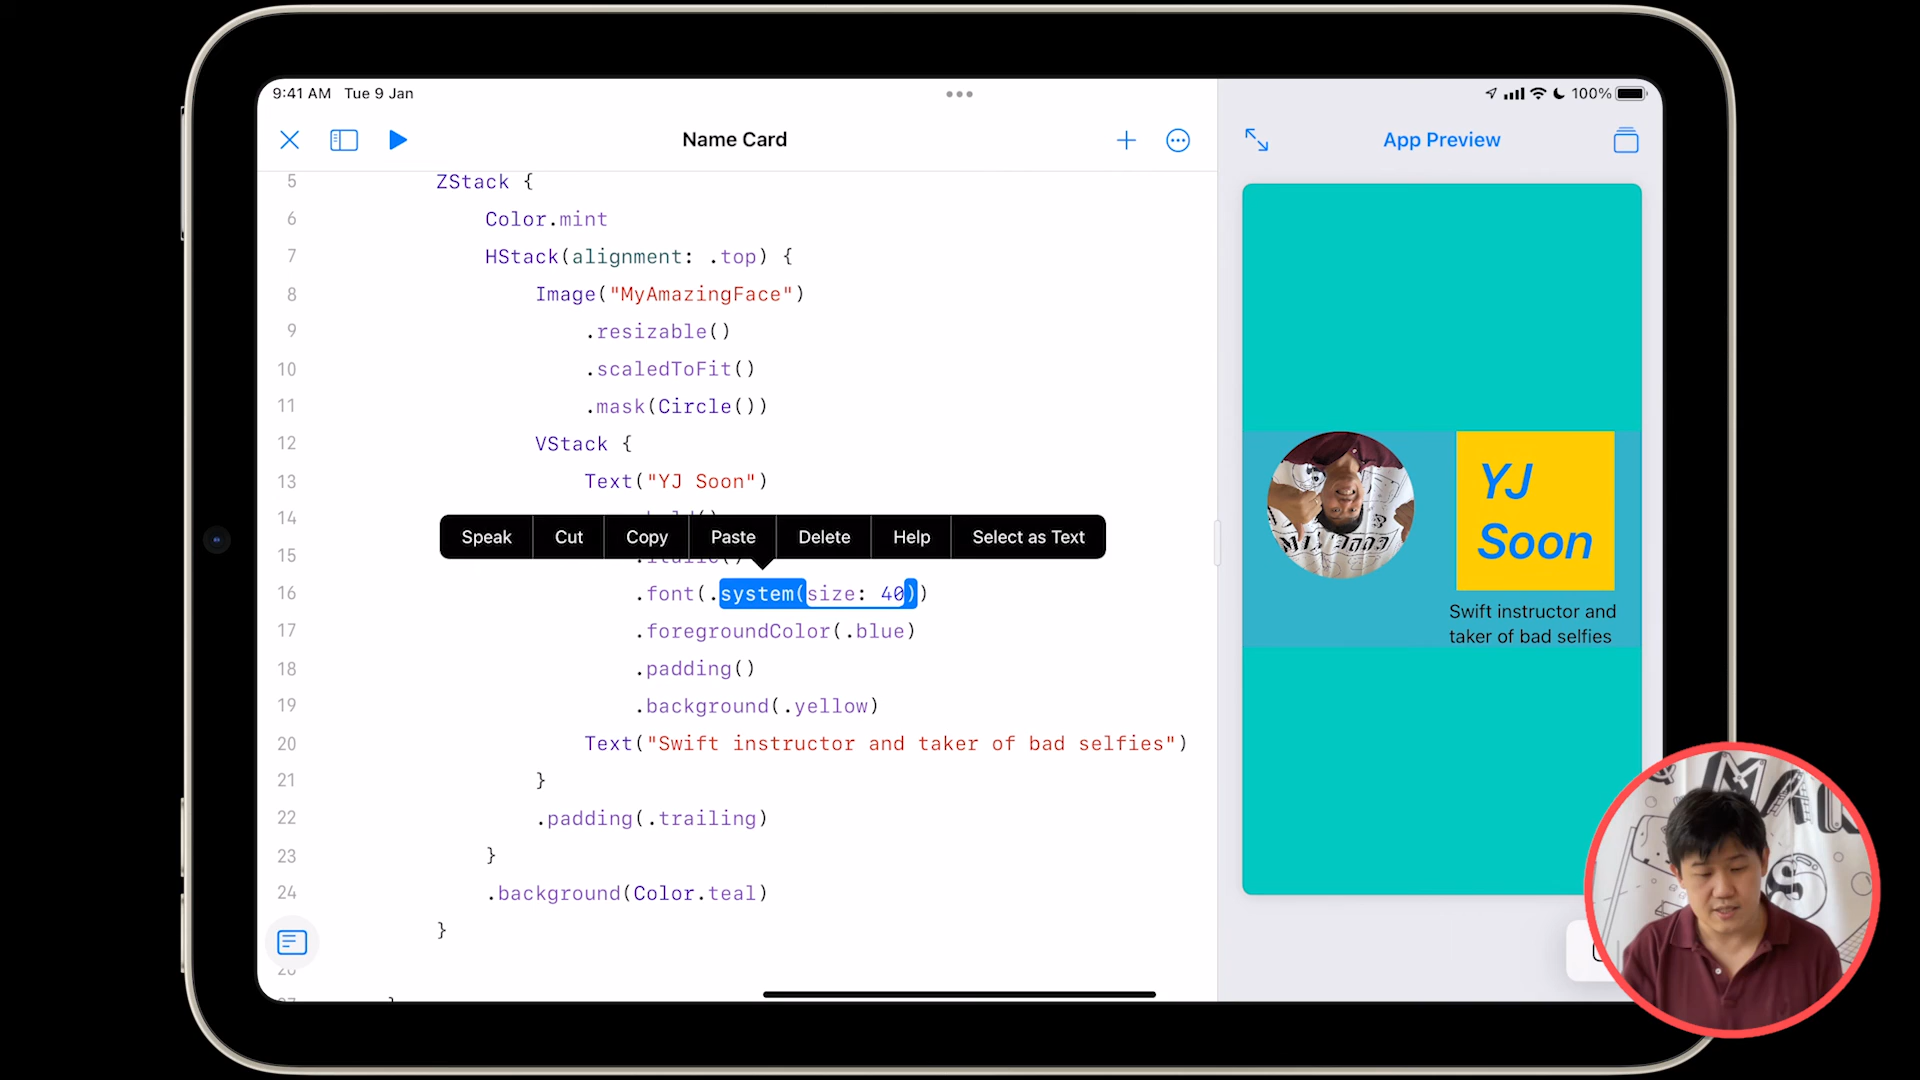 9:41 AM Tue 9 Jan
100%
Name Card
App Preview
5 ZStack {
6 Color.mint
7 HStack(alignment: .top) {
8 Image("MyAmazingFace")
9 .resizable()
10 .scaledToFit()
11 .mask(Circle())
12 VStack {
13 Text("YJ Soon")
14
Speak Cut Copy Paste Delete Help Select as Text
15
16 .font(.system(size: 40))
17 .foregroundColor(.blue)
18 .padding()
19 .background(.yellow)
20 Text("Swift instructor and taker of bad selfies")
21 }
22 .padding(.trailing)
23 }
24 .background(Color.teal)
}
YJ
Soon
Swift instructor and
taker of bad selfies